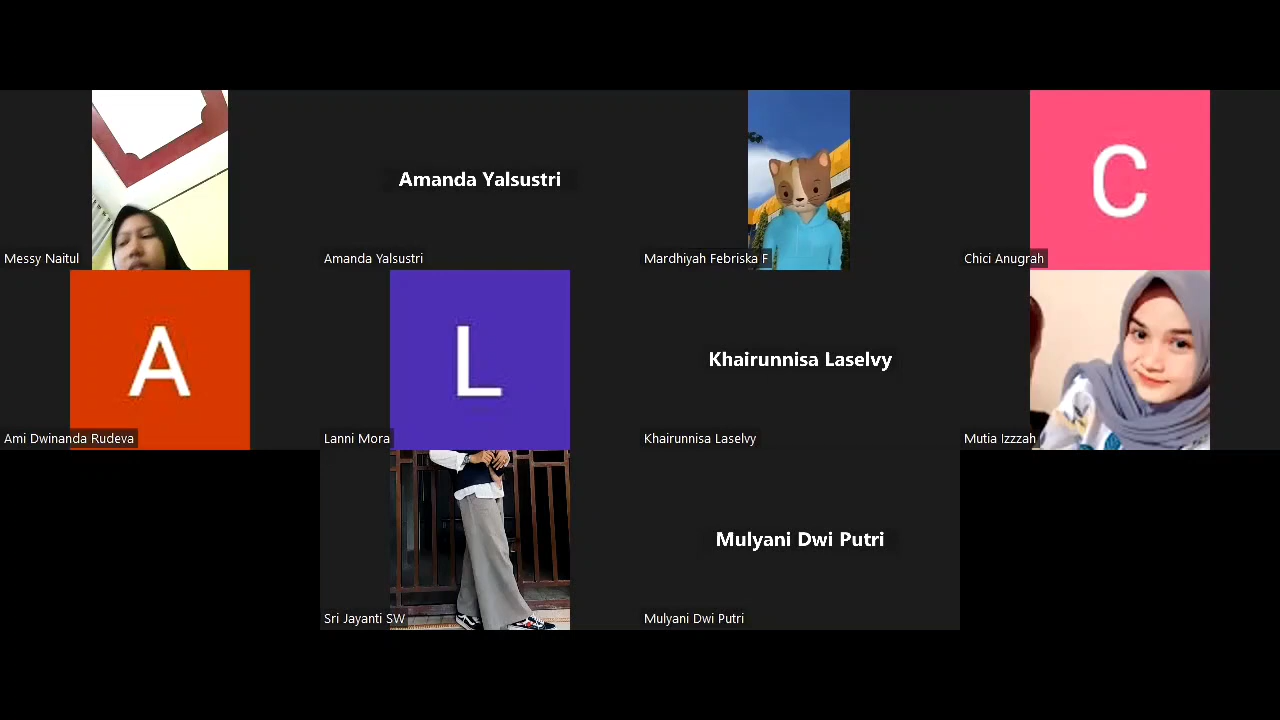 Amanda Yalsustri
C
Messy Naitul
Amanda Yalsustri
Mardhiyah Febriska F
Chici Anugrah
A
L
Khairunnisa Laselvy
Ami Dwinanda Rudeva
Lanni Mora
Khairunnisa Laselvy
Mutia Izzzah
Mulyani Dwi Putri
Sri Jayanti SW
Mulyani Dwi Putri